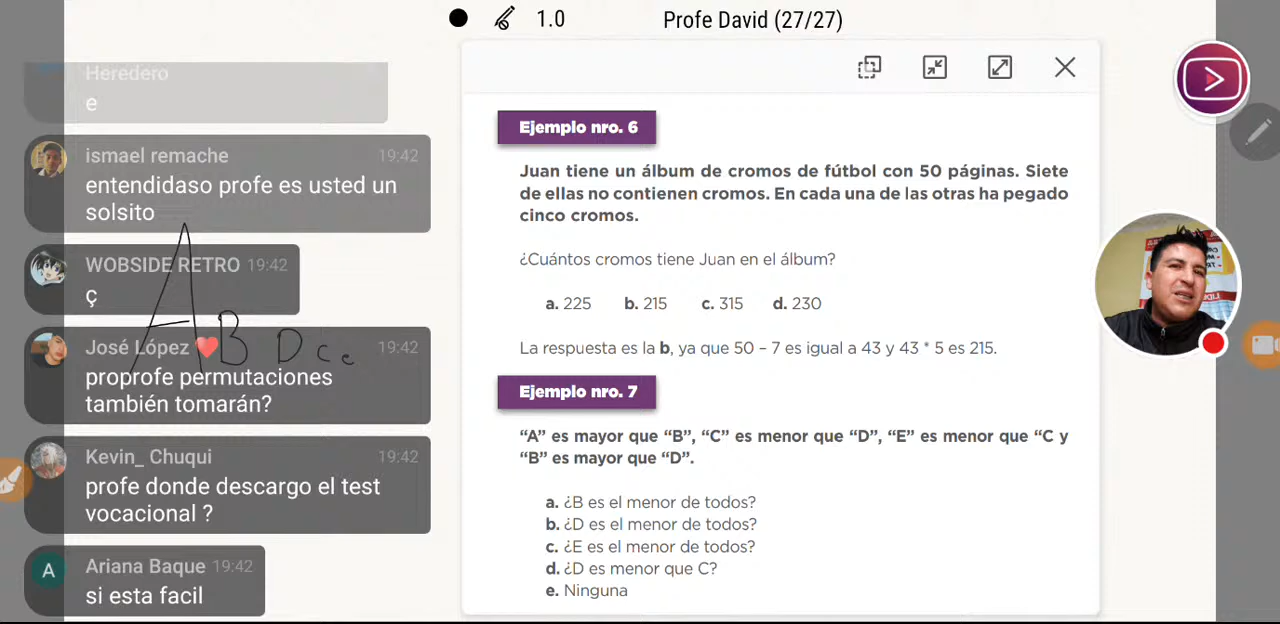 1.0
Profe David (27/27)
Heredero
e
ismael remache 19:42
entendidaso profe es usted un
solsito
WOBSIDE RETRO 19:42
ç
José López ❤️ 19:42
proprofe permutaciones
también tomarán?
Kevin_ Chuqui 19:42
profe donde descargo el test
vocacional ?
A
Ariana Baque 19:42
si esta facil
A B D c e
Ejemplo nro. 6
Juan tiene un álbum de cromos de fútbol con 50 páginas. Siete
de ellas no contienen cromos. En cada una de las otras ha pegado
cinco cromos.
¿Cuántos cromos tiene Juan en el álbum?
a. 225 b. 215 c. 315 d. 230
La respuesta es la b, ya que 50 – 7 es igual a 43 y 43 * 5 es 215.
Ejemplo nro. 7
“A” es mayor que “B”, “C” es menor que “D”, “E” es menor que “C y
“B” es mayor que “D”.
a. ¿B es el menor de todos?
b. ¿D es el menor de todos?
c. ¿E es el menor de todos?
d. ¿D es menor que C?
e. Ninguna